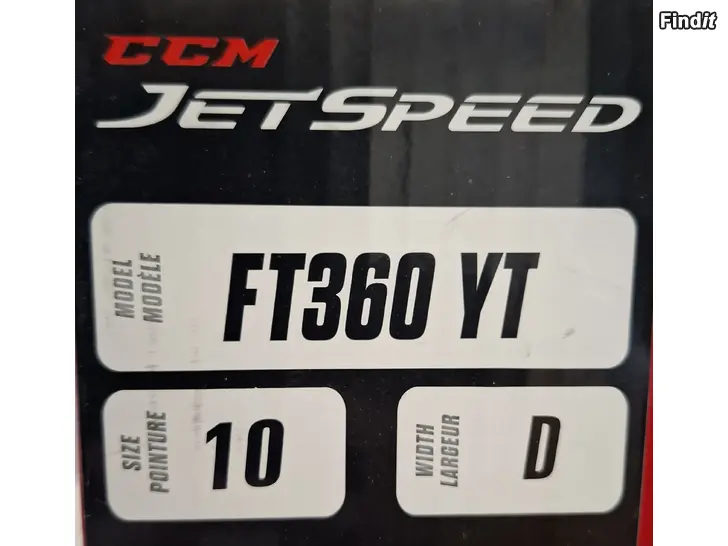 Findit
CCM
JETSPEED
MODEL
MODÈLE
FT360 YT
SIZE
POINTURE
10
WIDTH
LARGEUR
D